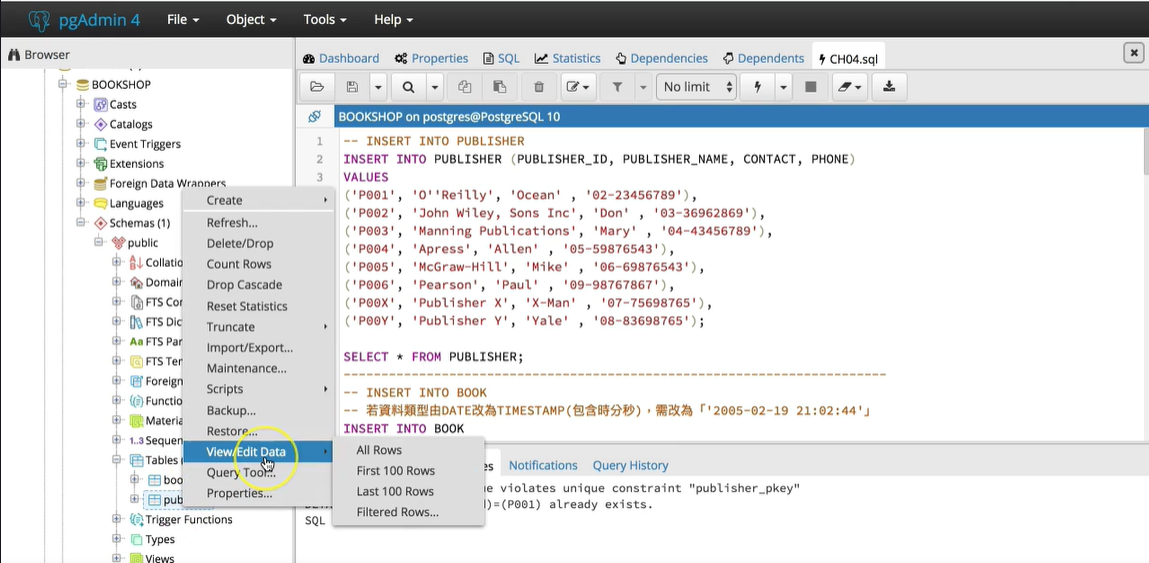 pgAdmin 4 File Object Tools Help
Browser
Dashboard Properties SQL Statistics Dependencies Dependents CH04.sql
No limit
BOOKSHOP on postgres@PostgreSQL 10
BOOKSHOP
Casts
Catalogs
Event Triggers
Extensions
Foreign Data Wrappers
Languages
Schemas (1)
public
Collatio
Domain
FTS Co
FTS Dic
FTS Par
FTS Ter
Foreign
Functio
Materia
1..3 Sequen
Tables
boo
pub
Trigger Functions
Types
Views
Create
Refresh...
Delete/Drop
Count Rows
Drop Cascade
Reset Statistics
Truncate
Import/Export...
Maintenance...
Scripts
Backup...
Restore...
View/Edit Data
Query Tool...
Properties...
All Rows
First 100 Rows
Last 100 Rows
Filtered Rows...
1 -- INSERT INTO PUBLISHER
2 INSERT INTO PUBLISHER (PUBLISHER_ID, PUBLISHER_NAME, CONTACT, PHONE)
3 VALUES
('P001', 'O''Reilly', 'Ocean' , '02-23456789'),
('P002', 'John Wiley, Sons Inc', 'Don' , '03-36962869'),
('P003', 'Manning Publications', 'Mary' , '04-43456789'),
('P004', 'Apress', 'Allen' , '05-59876543'),
('P005', 'McGraw-Hill', 'Mike' , '06-69876543'),
('P006', 'Pearson', 'Paul' , '09-98767867'),
('P00X', 'Publisher X', 'X-Man' , '07-75698765'),
('P00Y', 'Publisher Y', 'Yale' , '08-83698765');
SELECT * FROM PUBLISHER;
------------------------------------------------------------------------
-- INSERT INTO BOOK
-- 若資料類型由DATE改為TIMESTAMP(包含時分秒)，需改為「'2005-02-19 21:02:44'」
INSERT INTO BOOK
es Notifications Query History
ue violates unique constraint "publisher_pkey"
)=(P001) already exists.
SQL